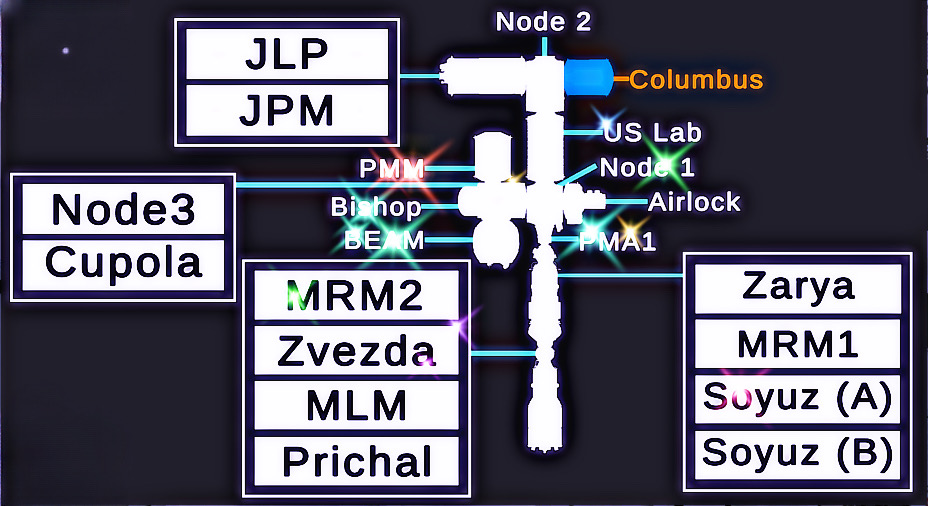 Node 2
JLP
JPM
Columbus
US Lab
PMM
Node 1
Bishop
Airlock
BEAM
PMA1
Node3
Cupola
MRM2
Zvezda
MLM
Prichal
Zarya
MRM1
Soyuz (A)
Soyuz (B)